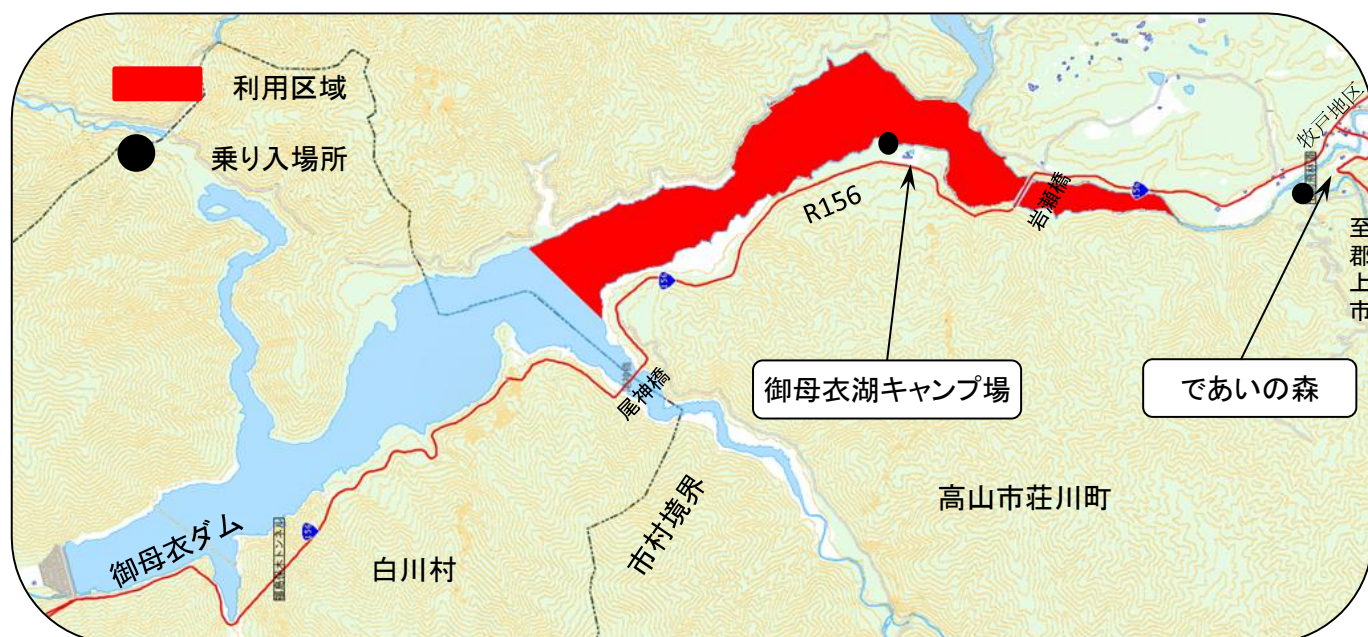 利用区域
乗り入場所
牧戸地区
R156
岩瀬橋
至郡上市
御母衣湖キャンプ場
であいの森
尾神橋
市村境界
高山市荘川町
御母衣ダム
白川村